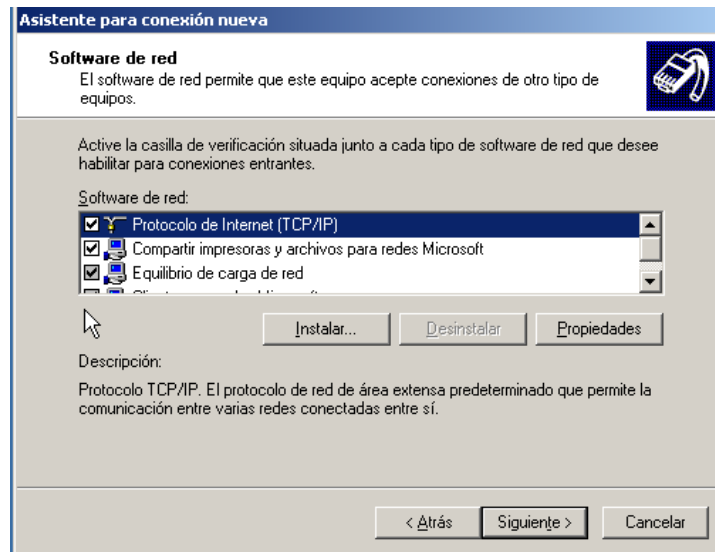 Asistente para conexión nueva
Software de red
El software de red permite que este equipo acepte conexiones de otro tipo de
equipos.
Active la casilla de verificación situada junto a cada tipo de software de red que desee
habilitar para conexiones entrantes.
Software de red:
Protocolo de Internet (TCP/IP)
Compartir impresoras y archivos para redes Microsoft
Equilibrio de carga de red
Instalar... Desinstalar Propiedades
Descripción:
Protocolo TCP/IP. El protocolo de red de área extensa predeterminado que permite la
comunicación entre varias redes conectadas entre sí.
< Atrás Siguiente > Cancelar